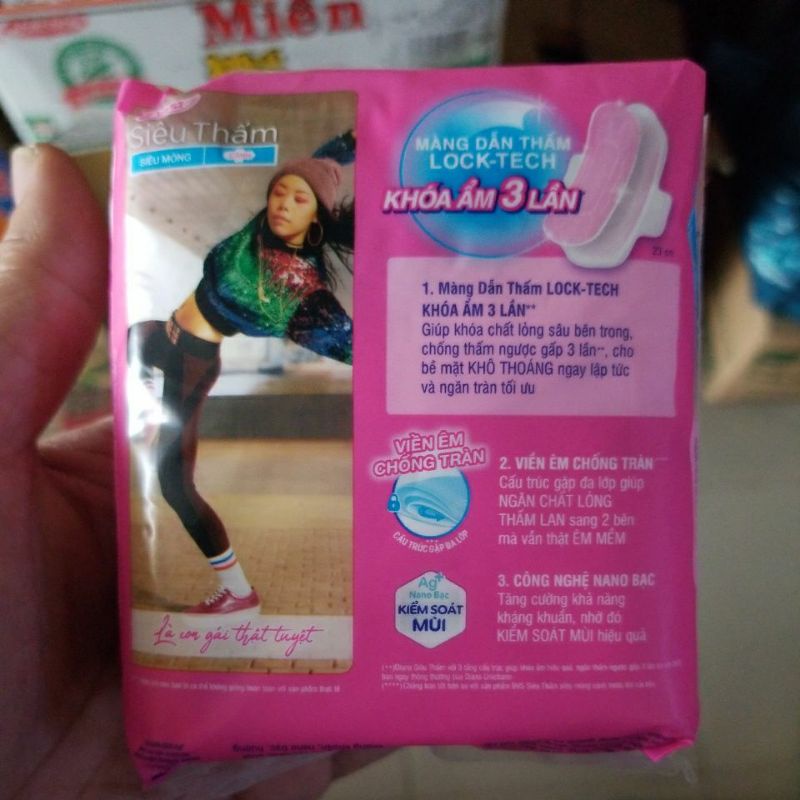 Miền
Siêu Thấm
SIÊU MỎNG
Là con gái thật tuyệt
MÀNG DẪN THẤM
LOCK-TECH
KHÓA ẨM 3 LẦN
23 cm
1. Màng Dẫn Thấm LOCK-TECH
KHÓA ẨM 3 LẦN**
Giúp khóa chất lỏng sâu bên trong,
chống thấm ngược gấp 3 lần**, cho
bề mặt KHÔ THOÁNG ngay lập tức
và ngăn tràn tối ưu
VIỀN ÊM
CHỐNG TRÀN
CẤU TRÚC GẬP ĐA LỚP
2. VIỀN ÊM CHỐNG TRÀN
Cấu trúc gập đa lớp giúp
NGĂN CHẤT LỎNG
THẤM LAN sang 2 bên
mà vẫn thật ÊM MỀM
Ag+
Nano Bạc
KIỂM SOÁT
MÙI
3. CÔNG NGHỆ NANO BẠC
Tăng cường khả năng
kháng khuẩn, nhờ đó
KIỂM SOÁT MÙI hiệu quả